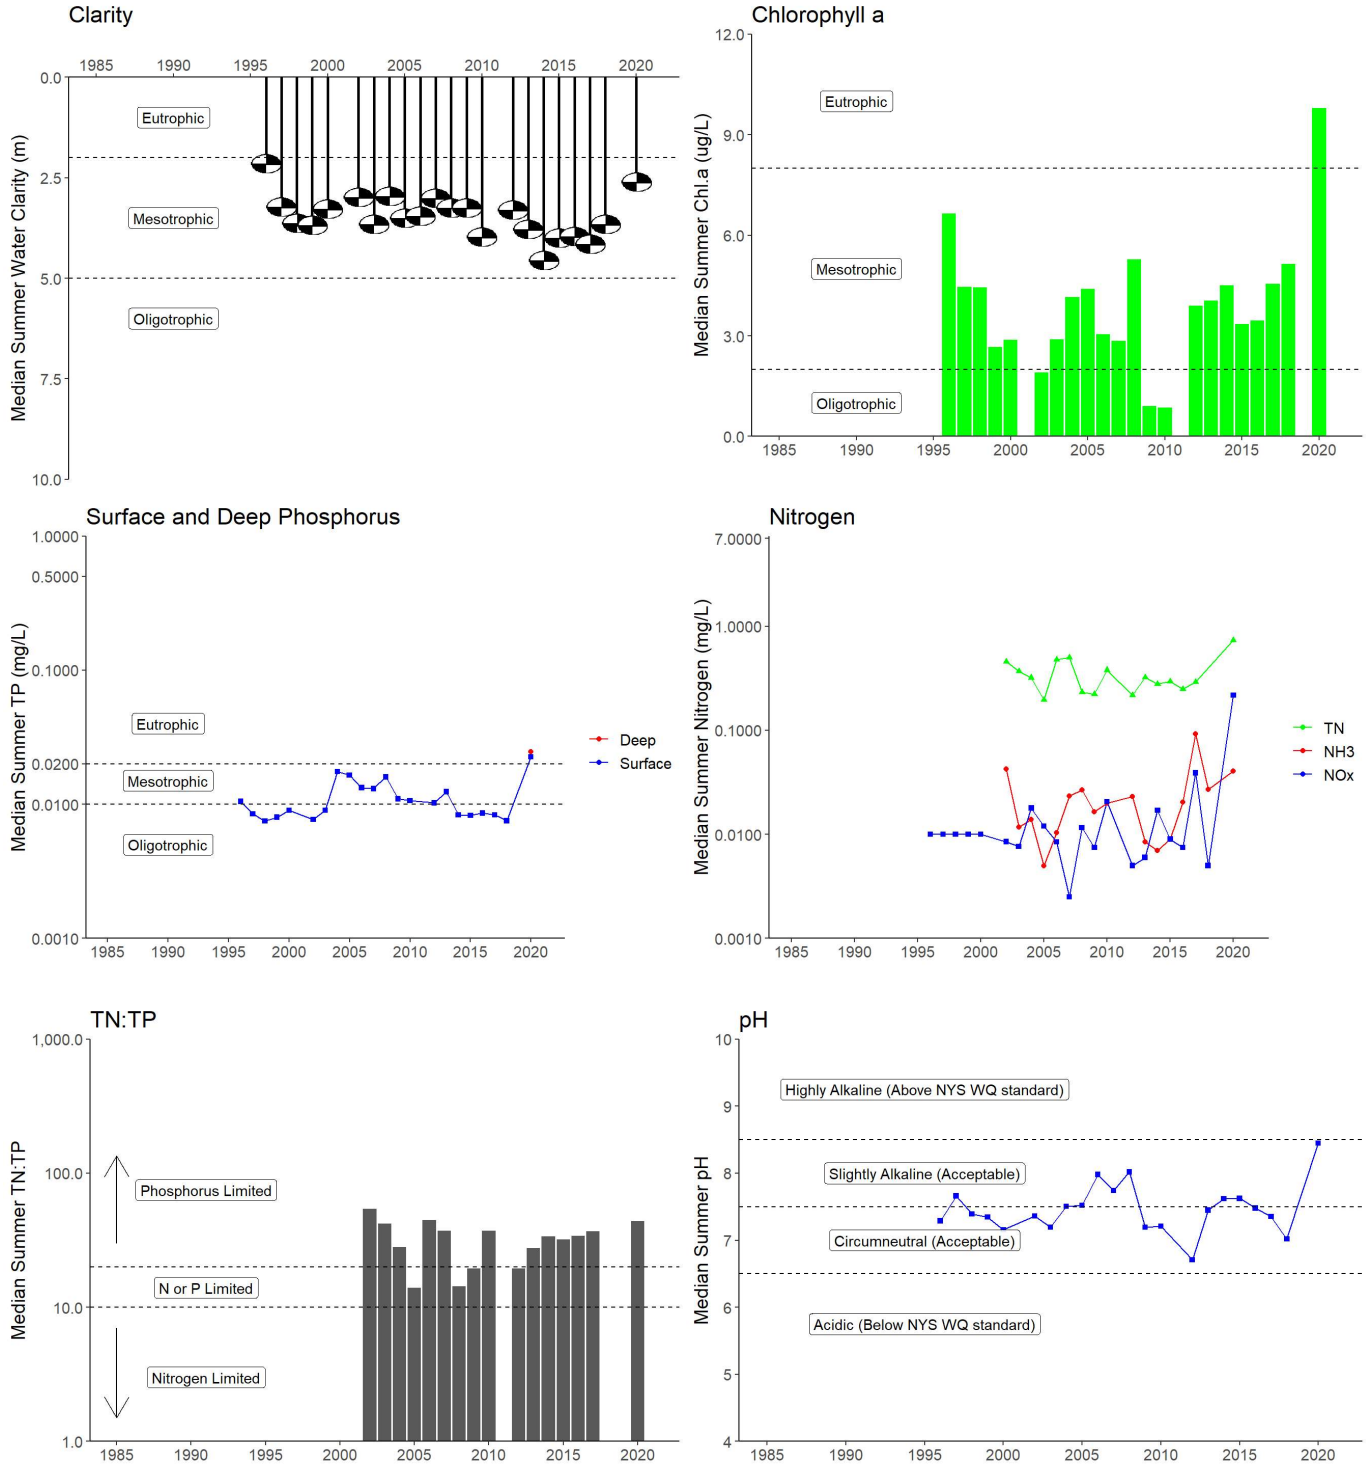 Clarity
1985 1990 1995 2000 2005 2010 2015 2020
0.0
2.5
5.0
7.5
10.0
Median Summer Water Clarity (m)
Eutrophic
Mesotrophic
Oligotrophic
Chlorophyll a
12.0
9.0
6.0
3.0
0.0
Median Summer Chl.a (ug/L)
Eutrophic
Mesotrophic
Oligotrophic
1985 1990 1995 2000 2005 2010 2015 2020
Surface and Deep Phosphorus
1.0000
0.5000
0.1000
0.0200
0.0100
0.0010
Median Summer TP (mg/L)
Eutrophic
Mesotrophic
Oligotrophic
1985 1990 1995 2000 2005 2010 2015 2020
Deep
Surface
Nitrogen
7.0000
1.0000
0.1000
0.0100
0.0010
Median Summer Nitrogen (mg/L)
1985 1990 1995 2000 2005 2010 2015 2020
TN
NH3
NOx
TN:TP
1,000.0
100.0
10.0
1.0
Median Summer TN:TP
Phosphorus Limited
N or P Limited
Nitrogen Limited
1985 1990 1995 2000 2005 2010 2015 2020
pH
10
9
8
7
6
5
4
Median Summer pH
Highly Alkaline (Above NYS WQ standard)
Slightly Alkaline (Acceptable)
Circumneutral (Acceptable)
Acidic (Below NYS WQ standard)
1985 1990 1995 2000 2005 2010 2015 2020